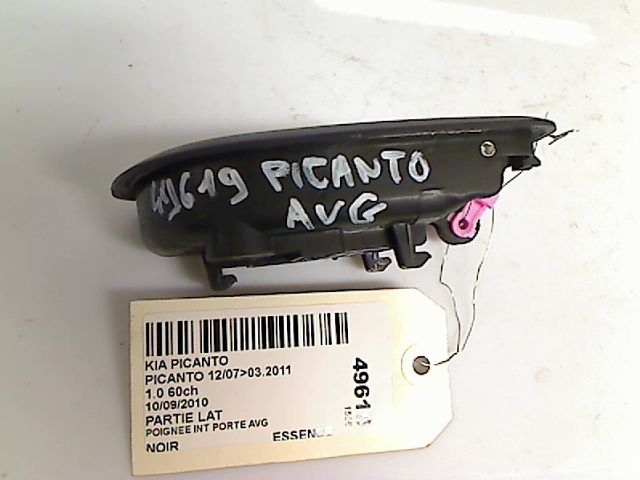 49619 PICANTO
AVG
KIA PICANTO
PICANTO 12/07>03.2011
1.0 60ch
10/09/2010
PARTIE LAT
POIGNEE INT PORTE AVG
NOIR
ESSENCE